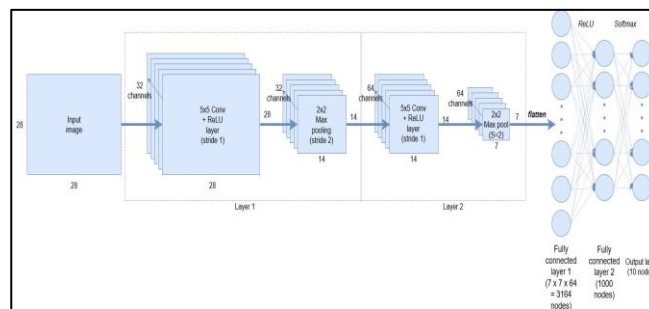 ReLU
Softmax
32
channels
32
channels
64
channels
64
channels
Input
image
5x5 Conv
+ ReLU
layer
(stride 1)
2x2
Max
pooling
(stride 2)
5x5 Conv
+ ReLU
layer
(stride 1)
2x2
Max pool
(S=2)
28
28
28
28
14
14
14
14
7
7
flatten
Layer 1
Layer 2
Fully
connected
layer 1
(7 x 7 x 64
= 3164
nodes)
Fully
connected
layer 2
(1000
nodes)
Output la
(10 node